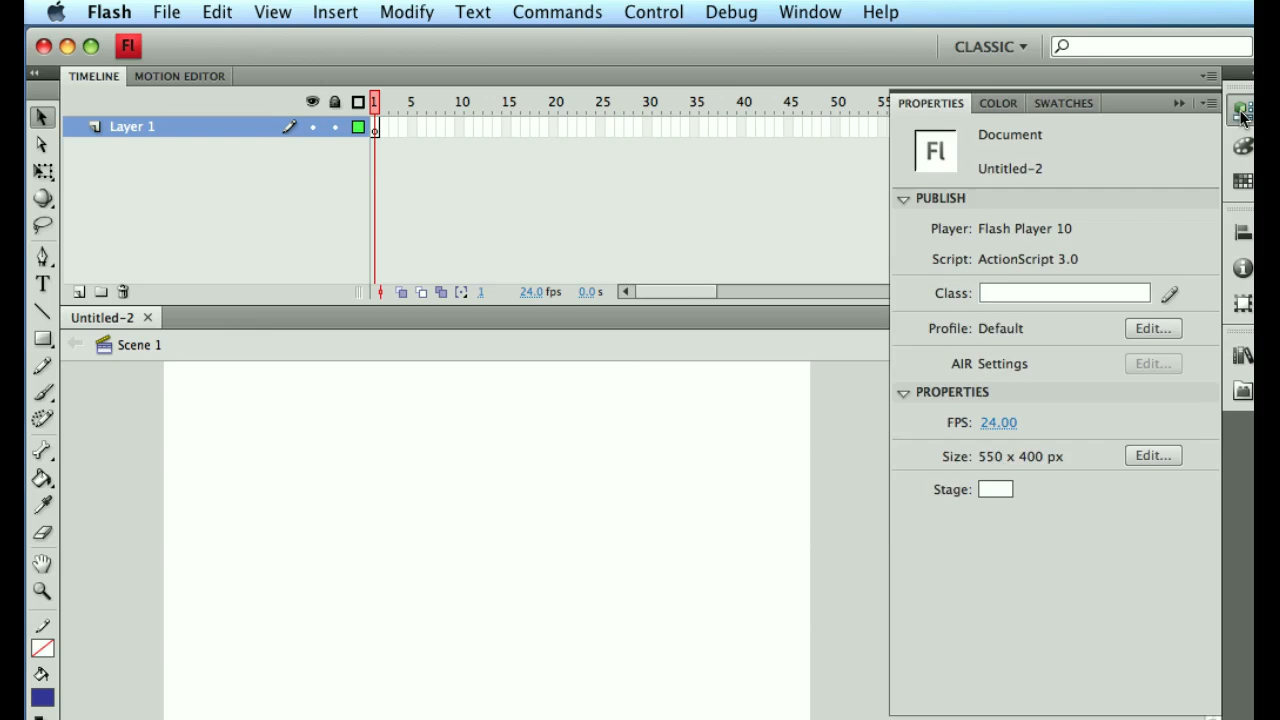 Flash File Edit View Insert Modify Text Commands Control Debug Window Help
Fl CLASSIC
TIMELINE MOTION EDITOR
1 5 10 15 20 25 30 35 40 45 50 55
Layer 1
1 24.0 fps 0.0 s
Untitled-2
Scene 1
PROPERTIES COLOR SWATCHES
Fl
Document
Untitled-2
PUBLISH
Player: Flash Player 10
Script: ActionScript 3.0
Class:
Profile: Default Edit...
AIR Settings Edit...
PROPERTIES
FPS: 24.00
Size: 550 x 400 px Edit...
Stage:
T